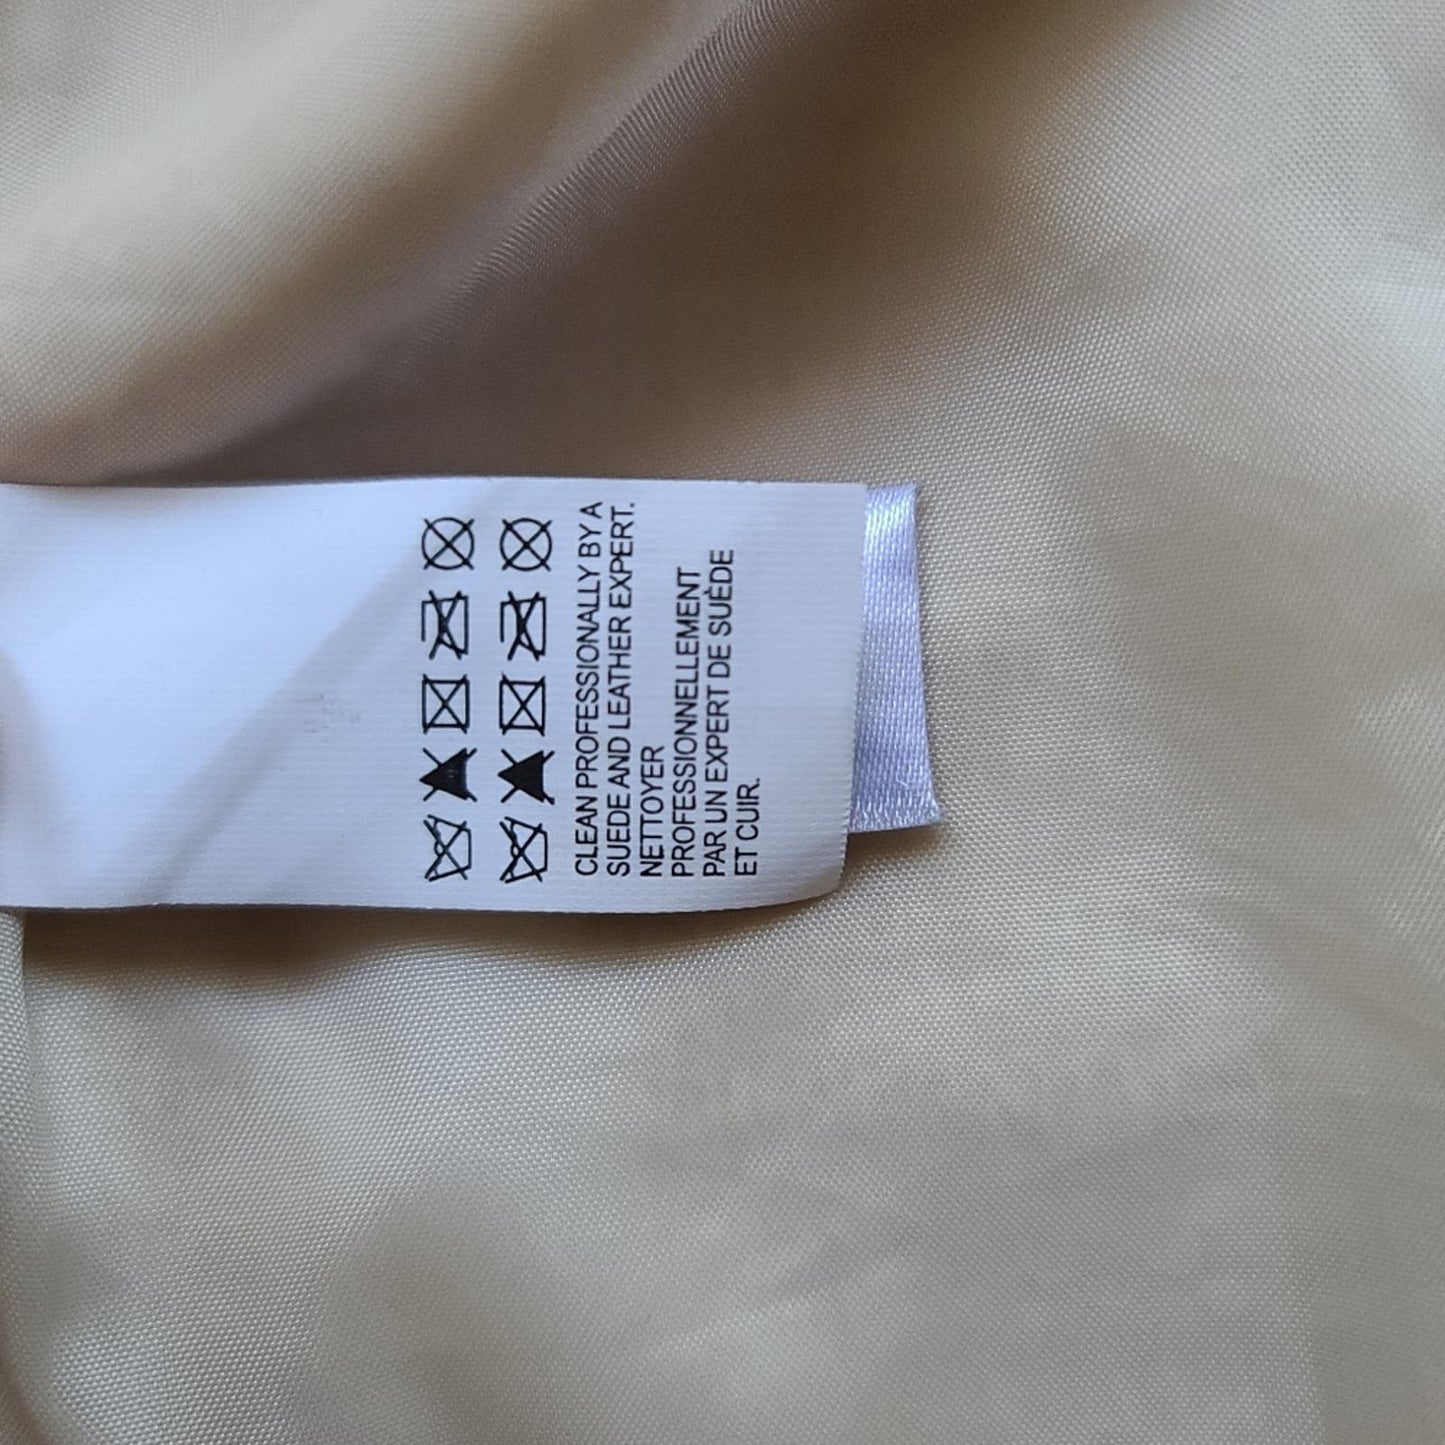 CLEAN PROFESSIONALLY BY A
SUEDE AND LEATHER EXPERT.
NETTOYER
PROFESSIONNELLEMENT
PAR UN EXPERT DE SUÈDE
ET CUIR.